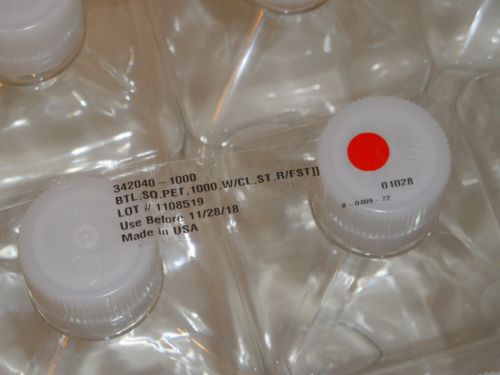 342040-1000
BTL,SQ,PET,1000,W/CL,ST,R/FST]]
LOT # 1108519
Use Before 11/28/18
Made in USA
01028
8-0409-72